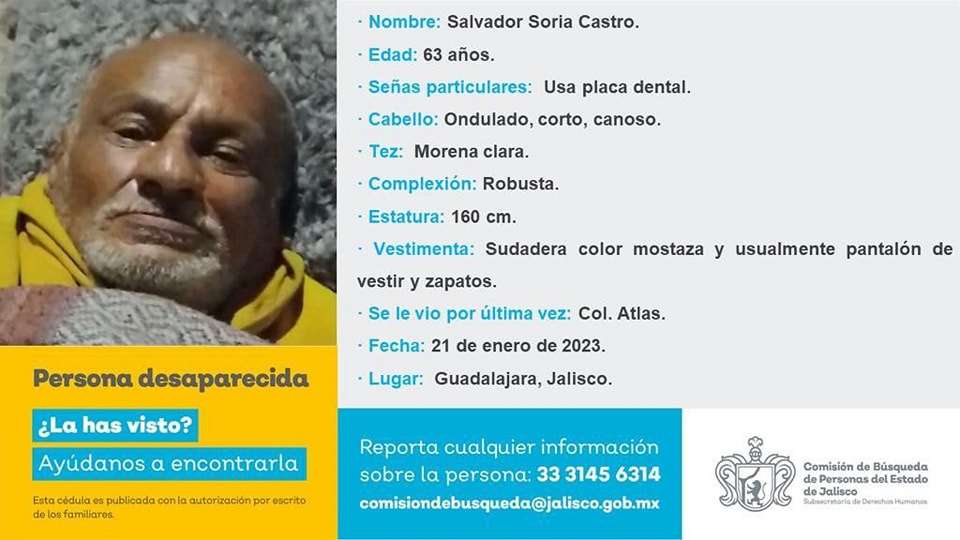 · Nombre: Salvador Soria Castro.
· Edad: 63 años.
· Señas particulares: Usa placa dental.
· Cabello: Ondulado, corto, canoso.
· Tez: Morena clara.
· Complexión: Robusta.
· Estatura: 160 cm.
· Vestimenta: Sudadera color mostaza y usualmente pantalón de
vestir y zapatos.
· Se le vio por última vez: Col. Atlas.
· Fecha: 21 de enero de 2023.
· Lugar: Guadalajara, Jalisco.
Persona desaparecida
¿La has visto?
Ayúdanos a encontrarla
Esta cédula es publicada con la autorización por escrito
de los familiares.
Reporta cualquier información
sobre la persona: 33 3145 6314
comisiondebusqueda@jalisco.gob.mx
Comisión de Búsqueda
de Personas del Estado
de Jalisco
Subsecretaría de Derechos Humanos